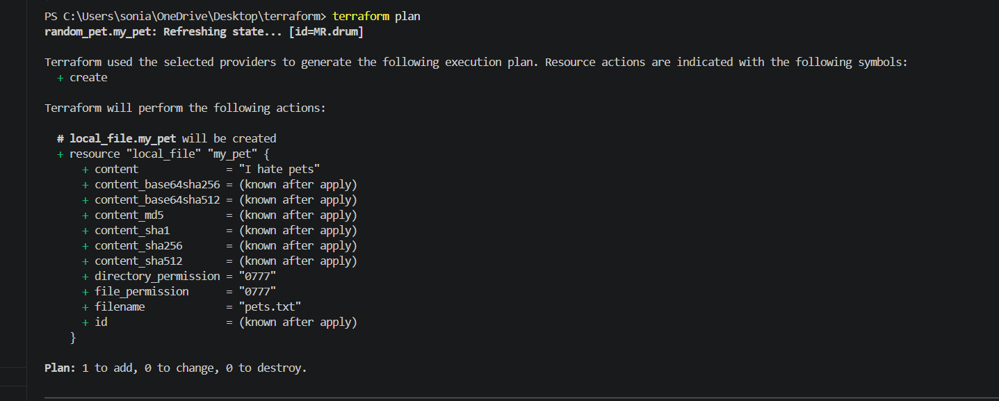 PS C:\Users\sonia\OneDrive\Desktop\terraform> terraform plan
random_pet.my_pet: Refreshing state... [id=MR.drum]
Terraform used the selected providers to generate the following execution plan. Resource actions are indicated with the following symbols:
  + create
Terraform will perform the following actions:
  # local_file.my_pet will be created
  + resource "local_file" "my_pet" {
      + content              = "I hate pets"
      + content_base64sha256 = (known after apply)
      + content_base64sha512 = (known after apply)
      + content_md5          = (known after apply)
      + content_sha1         = (known after apply)
      + content_sha256       = (known after apply)
      + content_sha512       = (known after apply)
      + directory_permission = "0777"
      + file_permission      = "0777"
      + filename             = "pets.txt"
      + id                   = (known after apply)
    }
Plan: 1 to add, 0 to change, 0 to destroy.